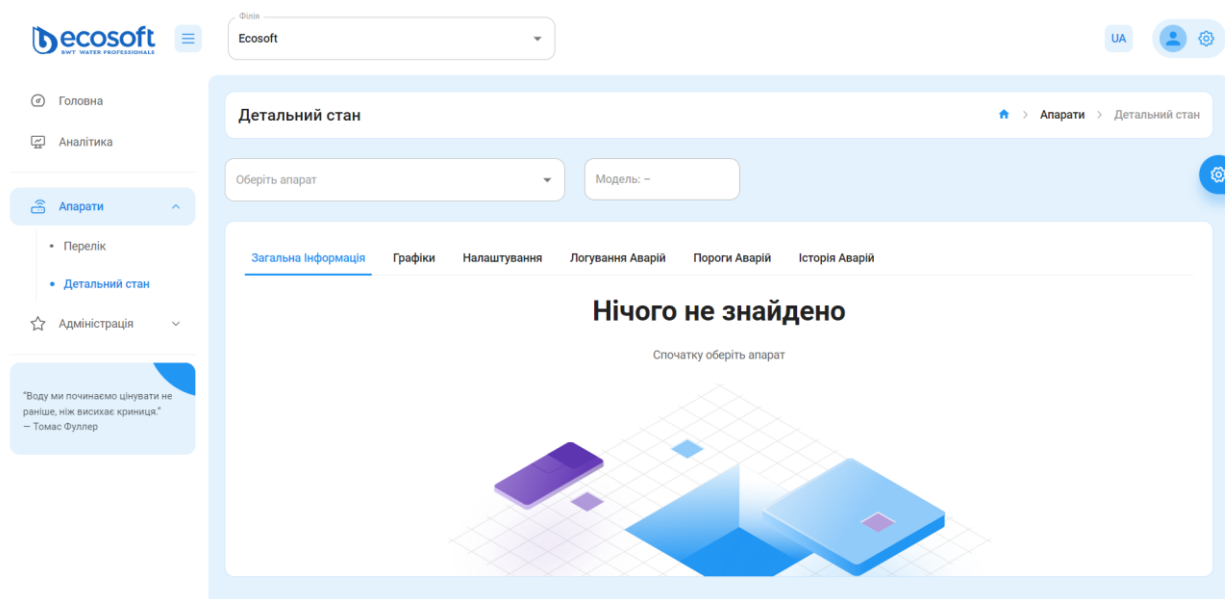 ecosoft
BWT WATER PROFESSIONALS
Філія
Ecosoft
UA
Головна
Аналітика
Апарати
Перелік
Детальний стан
Адміністрація
“Воду ми починаємо цінувати не
раніше, ніж висихає криниця.”
— Томас Фуллер
Детальний стан
Апарати > Детальний стан
Оберіть апарат
Модель: –
Загальна Інформація Графіки Налаштування Логування Аварій Пороги Аварій Історія Аварій
Нічого не знайдено
Спочатку оберіть апарат